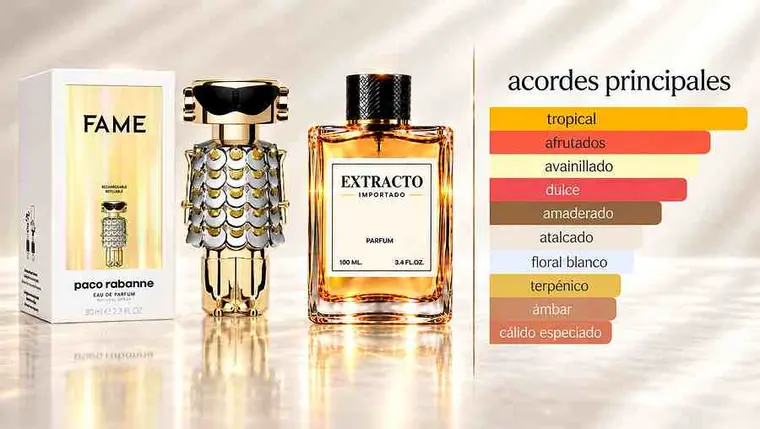 FAME
RECHARGEABLE
REFILLABLE
paco rabanne
EAU DE PARFUM
NATURAL SPRAY
80 ml e 2.7 FL.OZ
EXTRACTO
IMPORTADO
PARFUM
100 ML. 3.4 FL.OZ.
acordes principales
tropical
afrutados
avainillado
dulce
amaderado
atalcado
floral blanco
terpénico
ámbar
cálido especiado